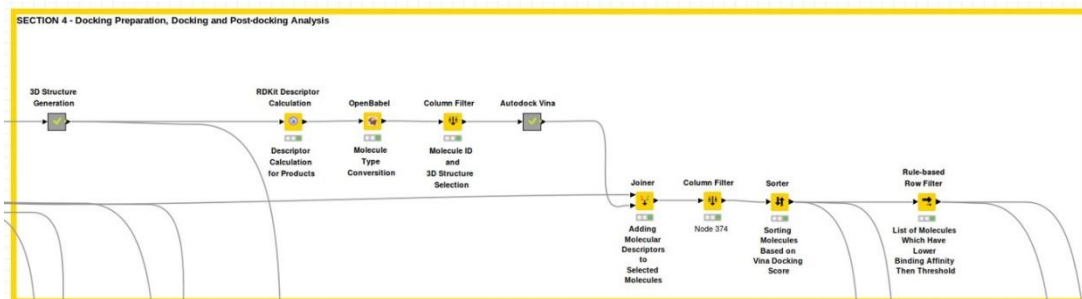 SECTION 4 - Docking Preparation, Docking and Post-docking Analysis
3D Structure
Generation
RDKit Descriptor
Calculation
Descriptor
Calculation
for Products
OpenBabel
Molecule
Type
Conversition
Column Filter
Molecule ID
and
3D Structure
Selection
Autodock Vina
Joiner
Adding
Molecular
Descriptors
to
Selected
Molecules
Column Filter
Node 374
Sorter
Sorting
Molecules
Based on
Vina Docking
Score
Rule-based
Row Filter
List of Molecules
Which Have
Lower
Binding Affinity
Then Threshold